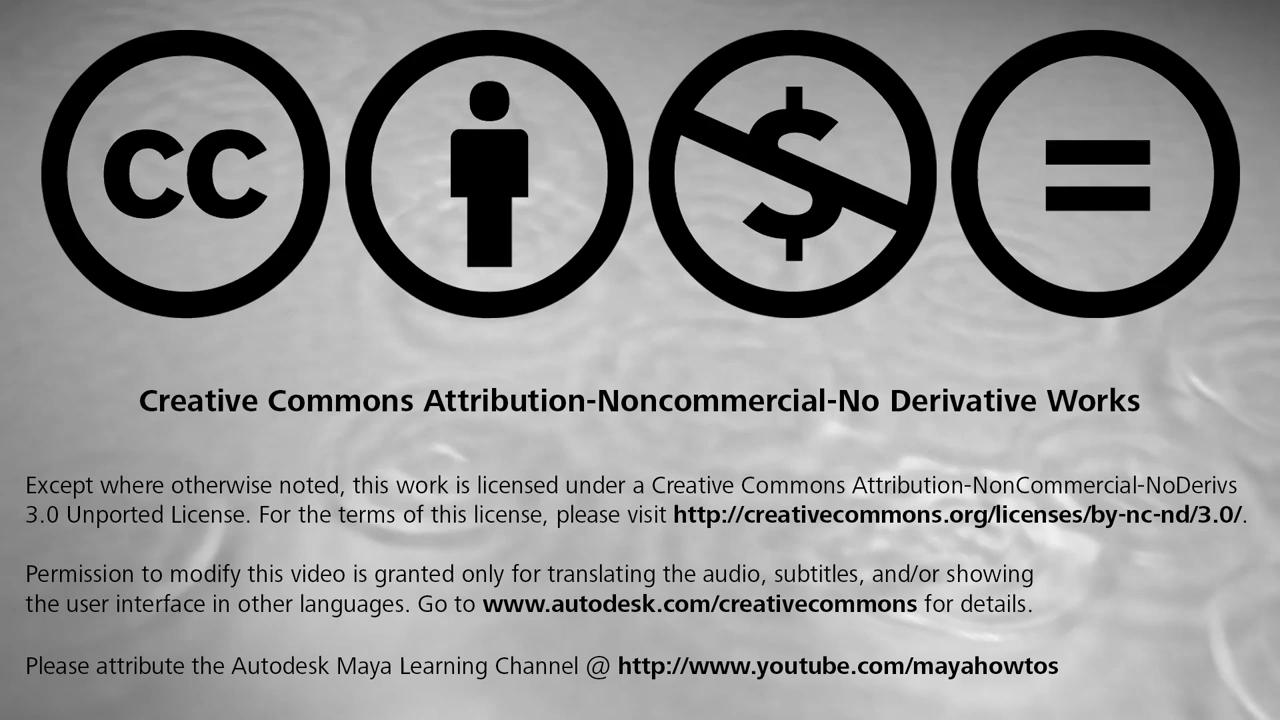 cc
$
=
Creative Commons Attribution-Noncommercial-No Derivative Works
Except where otherwise noted, this work is licensed under a Creative Commons Attribution-NonCommercial-NoDerivs
3.0 Unported License. For the terms of this license, please visit http://creativecommons.org/licenses/by-nc-nd/3.0/.
Permission to modify this video is granted only for translating the audio, subtitles, and/or showing
the user interface in other languages. Go to www.autodesk.com/creativecommons for details.
Please attribute the Autodesk Maya Learning Channel @ http://www.youtube.com/mayahowtos